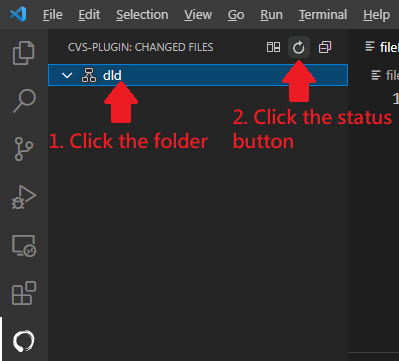 File Edit Selection View Go Run Terminal Help
CVS-PLUGIN: CHANGED FILES
dld
1. Click the folder
2. Click the status
button
file
file
1